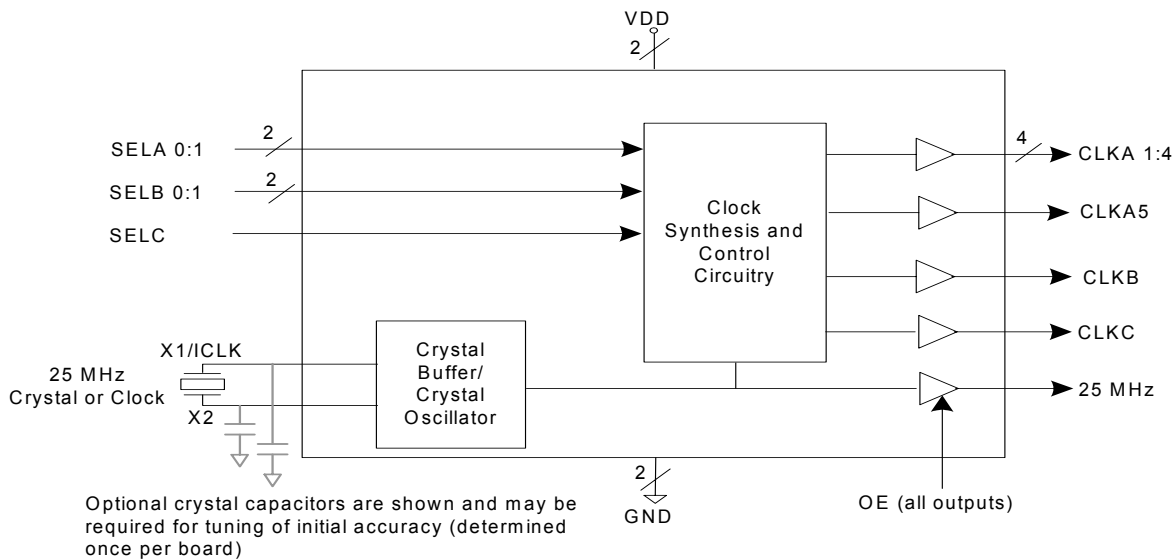 VDD
2
SELA 0:1
2
SELB 0:1
2
SELC
Clock
Synthesis and
Control
Circuitry
4
CLKA 1:4
CLKA5
CLKB
CLKC
25 MHz
X1/ICLK
25 MHz
Crystal or Clock
X2
Crystal
Buffer/
Crystal
Oscillator
2
GND
OE (all outputs)
Optional crystal capacitors are shown and may be
required for tuning of initial accuracy (determined
once per board)